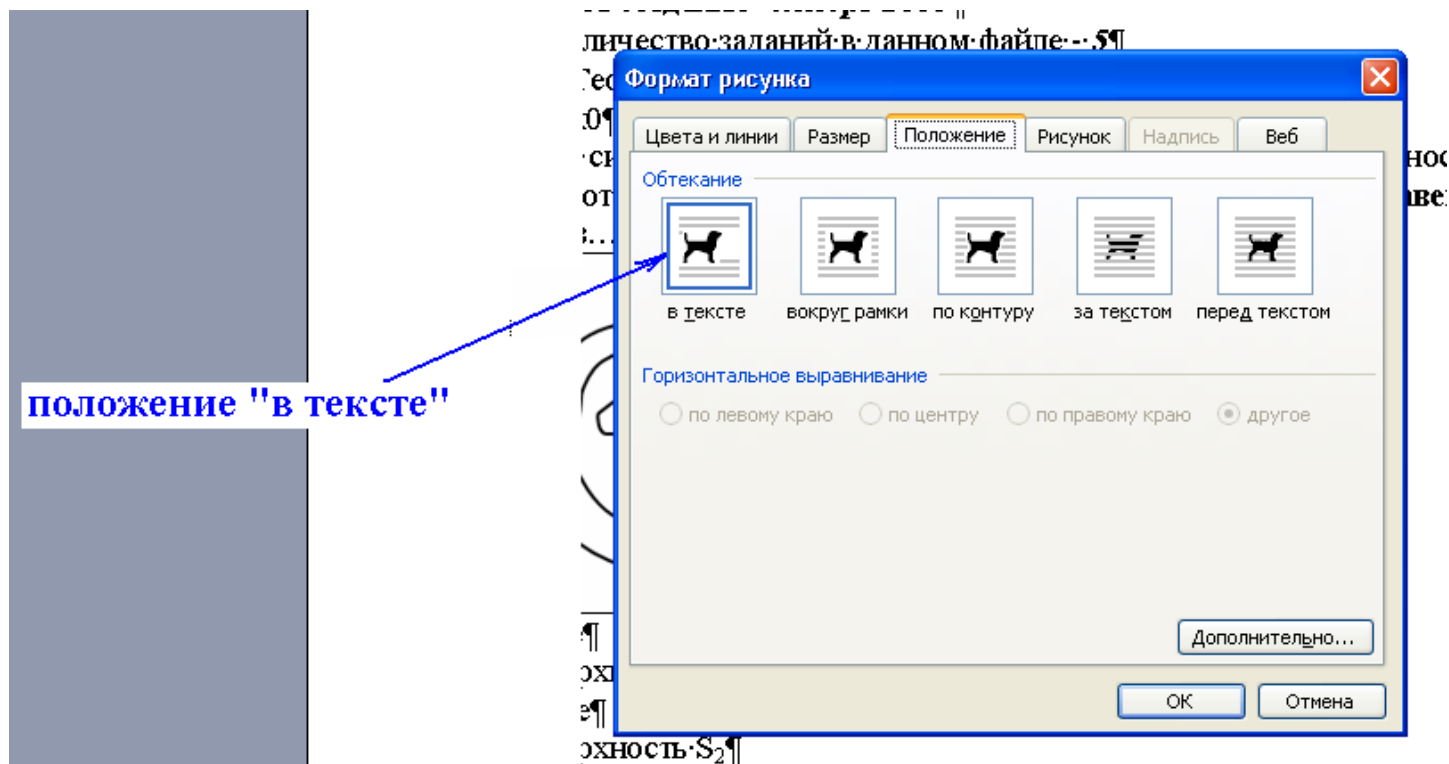 личество·заданий·в·данном·файле·-·5¶
Формат рисунка
Цвета и линии Размер Положение Рисунок Надпись Веб
Обтекание
в тексте вокруг рамки по контуру за текстом перед текстом
положение "в тексте"
Горизонтальное выравнивание
по левому краю по центру по правому краю другое
Дополнительно...
ОК Отмена
рхность·S₂¶